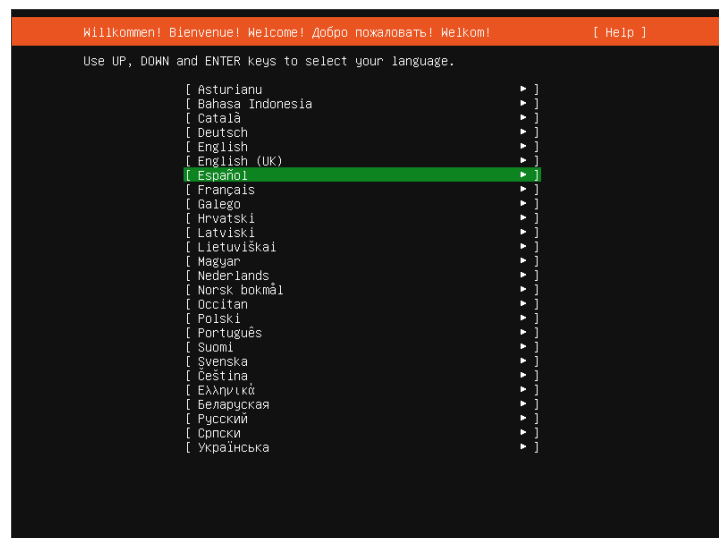 Willkommen! Bienvenue! Welcome! Добро пожаловать! Welkom! [ Help ]
Use UP, DOWN and ENTER keys to select your language.
[ Asturianu ► ]
[ Bahasa Indonesia ► ]
[ Català ► ]
[ Deutsch ► ]
[ English ► ]
[ English (UK) ► ]
[ Español ► ]
[ Français ► ]
[ Galego ► ]
[ Hrvatski ► ]
[ Latviski ► ]
[ Lietuviškai ► ]
[ Magyar ► ]
[ Nederlands ► ]
[ Norsk bokmål ► ]
[ Occitan ► ]
[ Polski ► ]
[ Português ► ]
[ Suomi ► ]
[ Svenska ► ]
[ Čeština ► ]
[ Ελληνικά ► ]
[ Беларуская ► ]
[ Русский ► ]
[ Српски ► ]
[ Українська ► ]